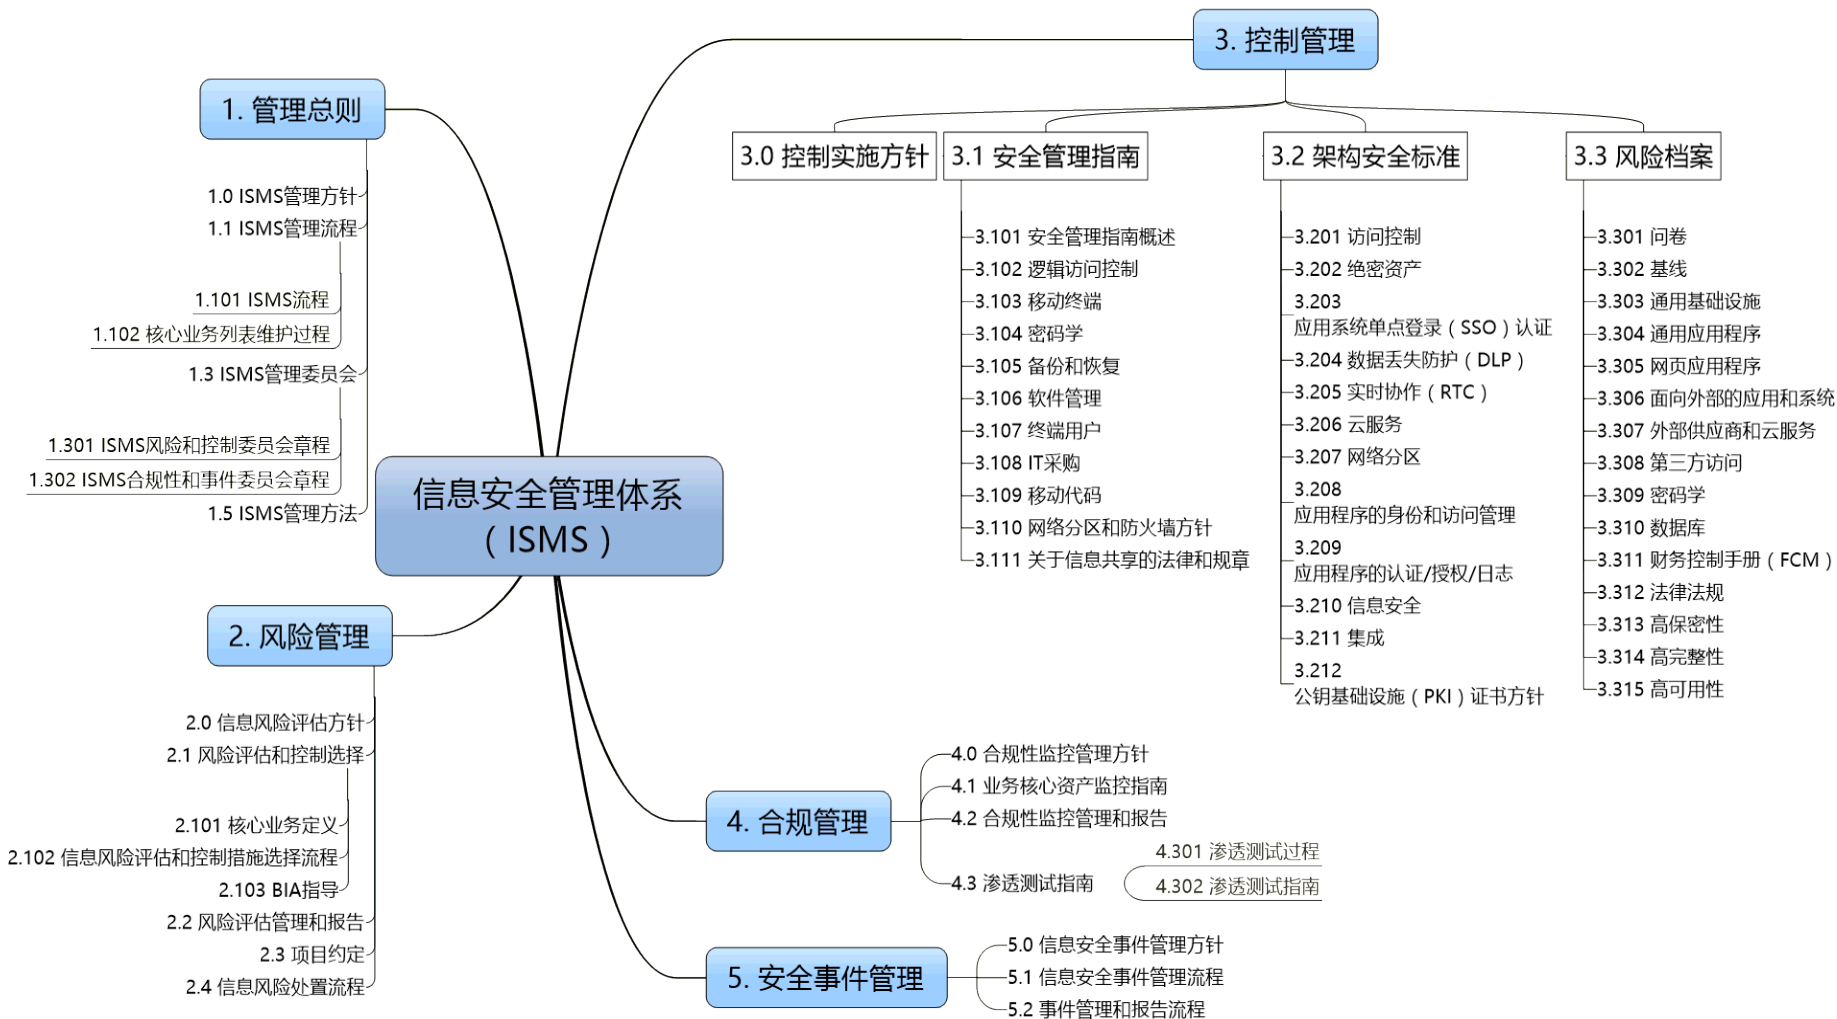 信息安全管理体系
（ISMS）
1. 管理总则
1.0 ISMS管理方针
1.1 ISMS管理流程
1.101 ISMS流程
1.102 核心业务列表维护过程
1.3 ISMS管理委员会
1.301 ISMS风险和控制委员会章程
1.302 ISMS合规性和事件委员会章程
1.5 ISMS管理方法
2. 风险管理
2.0 信息风险评估方针
2.1 风险评估和控制选择
2.101 核心业务定义
2.102 信息风险评估和控制措施选择流程
2.103 BIA指导
2.2 风险评估管理和报告
2.3 项目约定
2.4 信息风险处置流程
3. 控制管理
3.0 控制实施方针
3.1 安全管理指南
3.101 安全管理指南概述
3.102 逻辑访问控制
3.103 移动终端
3.104 密码学
3.105 备份和恢复
3.106 软件管理
3.107 终端用户
3.108 IT采购
3.109 移动代码
3.110 网络分区和防火墙方针
3.111 关于信息共享的法律和规章
3.2 架构安全标准
3.201 访问控制
3.202 绝密资产
3.203
应用系统单点登录（SSO）认证
3.204 数据丢失防护（DLP）
3.205 实时协作（RTC）
3.206 云服务
3.207 网络分区
3.208
应用程序的身份和访问管理
3.209
应用程序的认证/授权/日志
3.210 信息安全
3.211 集成
3.212
公钥基础设施（PKI）证书方针
3.3 风险档案
3.301 问卷
3.302 基线
3.303 通用基础设施
3.304 通用应用程序
3.305 网页应用程序
3.306 面向外部的应用和系统
3.307 外部供应商和云服务
3.308 第三方访问
3.309 密码学
3.310 数据库
3.311 财务控制手册（FCM）
3.312 法律法规
3.313 高保密性
3.314 高完整性
3.315 高可用性
4. 合规管理
4.0 合规性监控管理方针
4.1 业务核心资产监控指南
4.2 合规性监控管理和报告
4.3 渗透测试指南
4.301 渗透测试过程
4.302 渗透测试指南
5. 安全事件管理
5.0 信息安全事件管理方针
5.1 信息安全事件管理流程
5.2 事件管理和报告流程